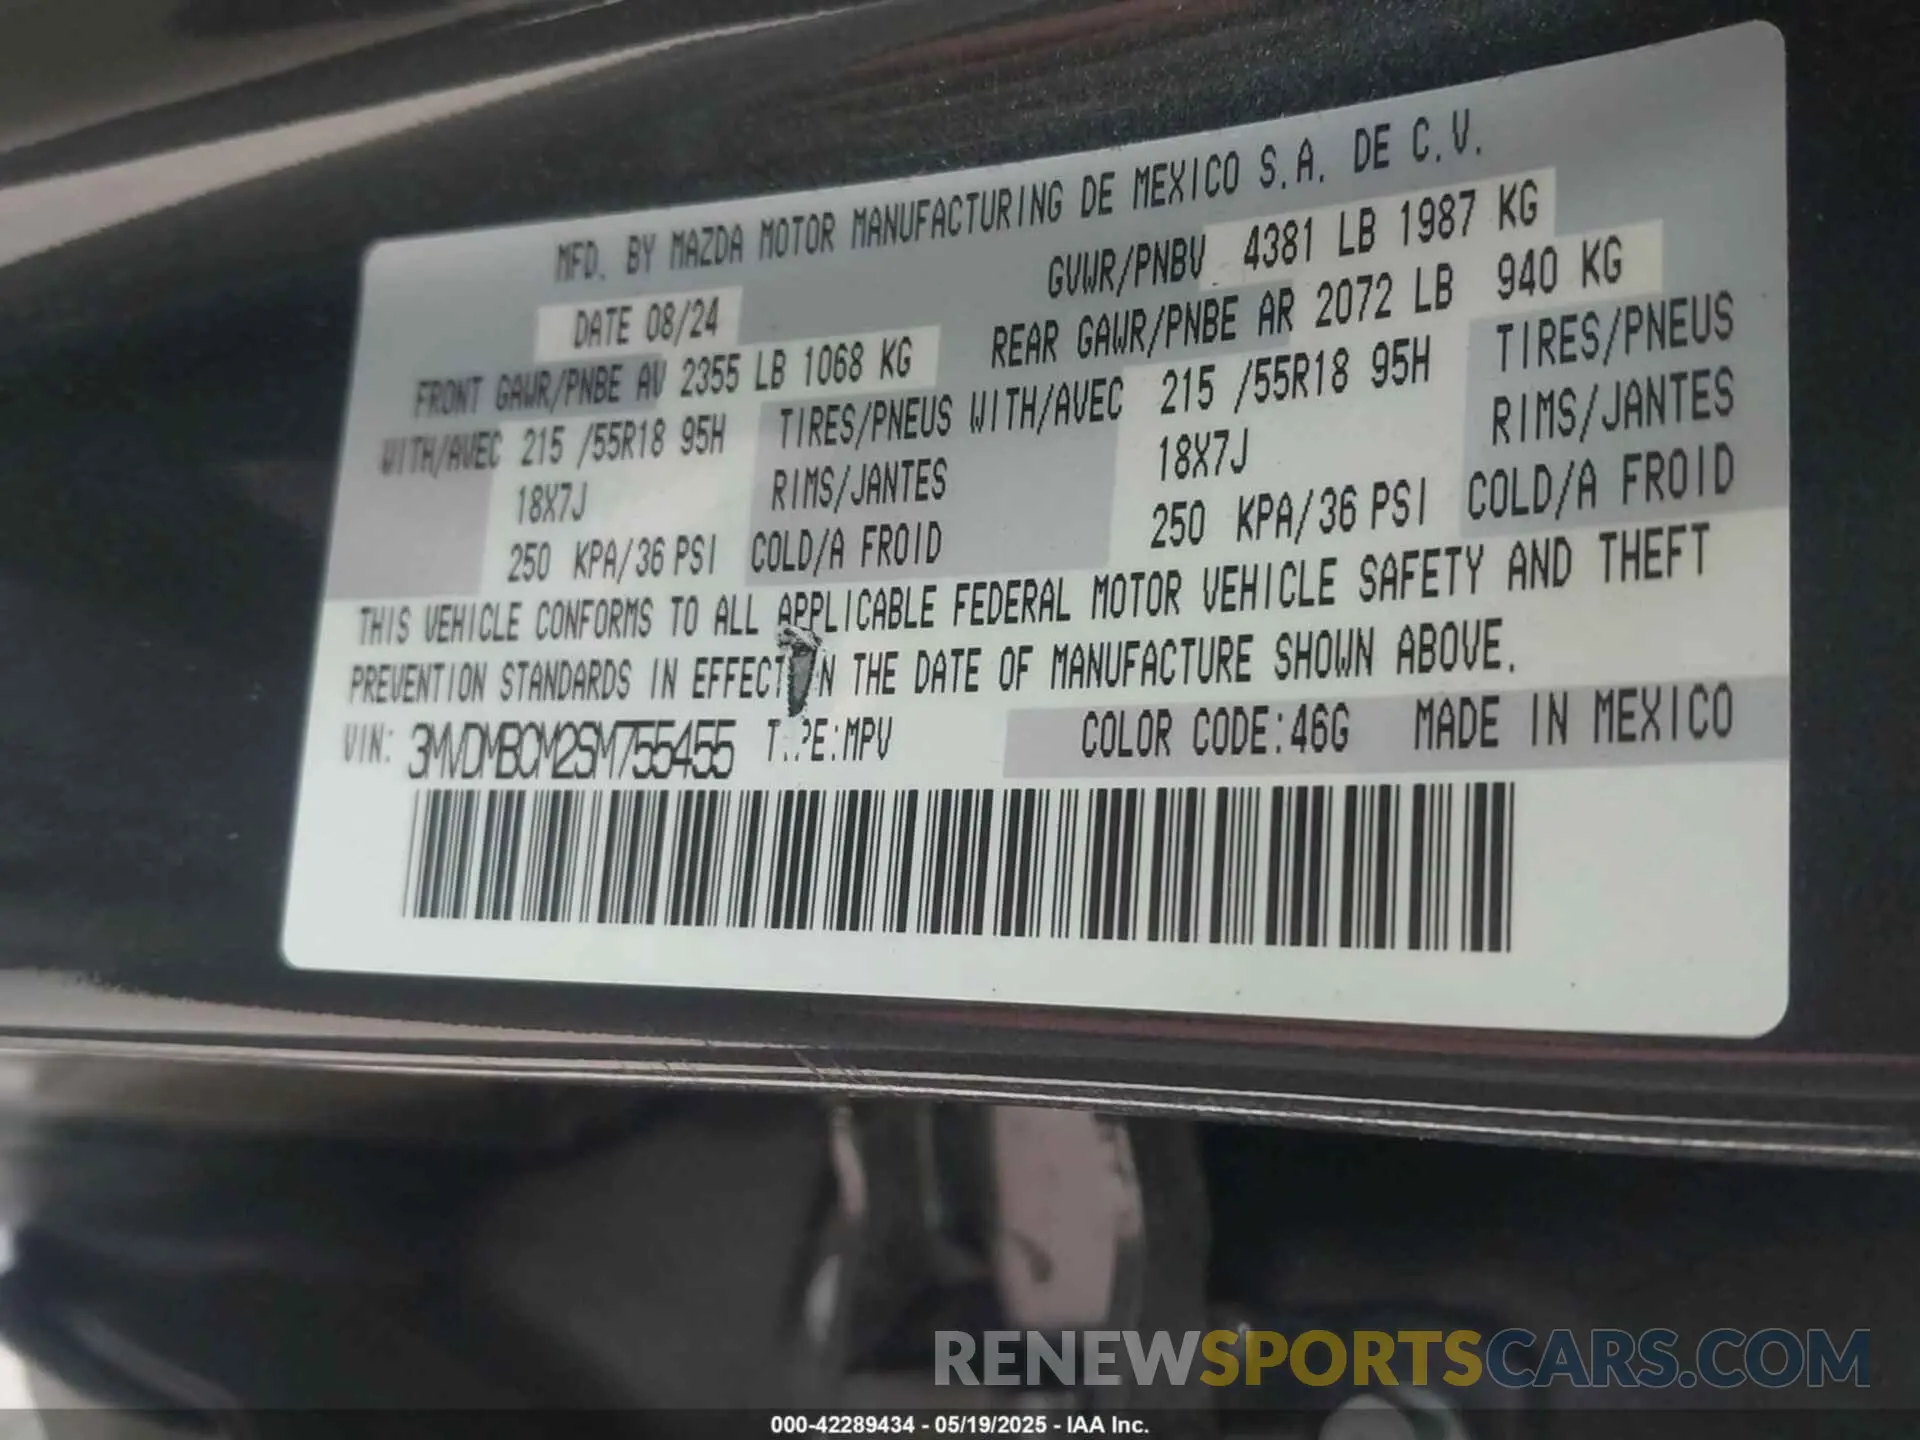 MFD. BY MAZDA MOTOR MANUFACTURING DE MEXICO S.A. DE C.V.
DATE 08/24 GVWR/PNBV 4381 LB 1987 KG
FRONT GAWR/PNBE AV 2355 LB 1068 KG REAR GAWR/PNBE AR 2072 LB 940 KG
WITH/AVEC 215 /55R18 95H TIRES/PNEUS WITH/AVEC 215 /55R18 95H TIRES/PNEUS
18X7J RIMS/JANTES 18X7J RIMS/JANTES
250 KPA/36 PSI COLD/A FROID 250 KPA/36 PSI COLD/A FROID
THIS VEHICLE CONFORMS TO ALL APPLICABLE FEDERAL MOTOR VEHICLE SAFETY AND THEFT
PREVENTION STANDARDS IN EFFECT N THE DATE OF MANUFACTURE SHOWN ABOVE.
VIN: 3MVDMBCM2SM755455 T PE:MPV COLOR CODE:46G MADE IN MEXICO
RENEWSPORTSCARS.COM
000-42289434 - 05/19/2025 - IAA Inc.